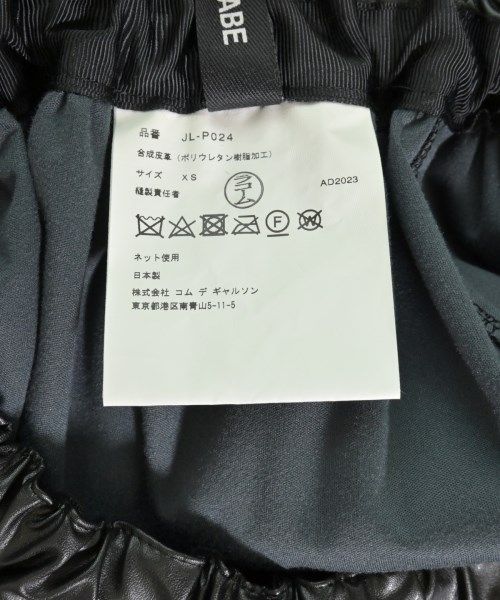 ABE
品番 JL-P024
合成皮革 (ポリウレタン樹脂加工)
サイズ XS
縫製責任者 AD2023
ネット使用
日本製
株式会社 コム デ ギャルソン
東京都港区南青山5-11-5